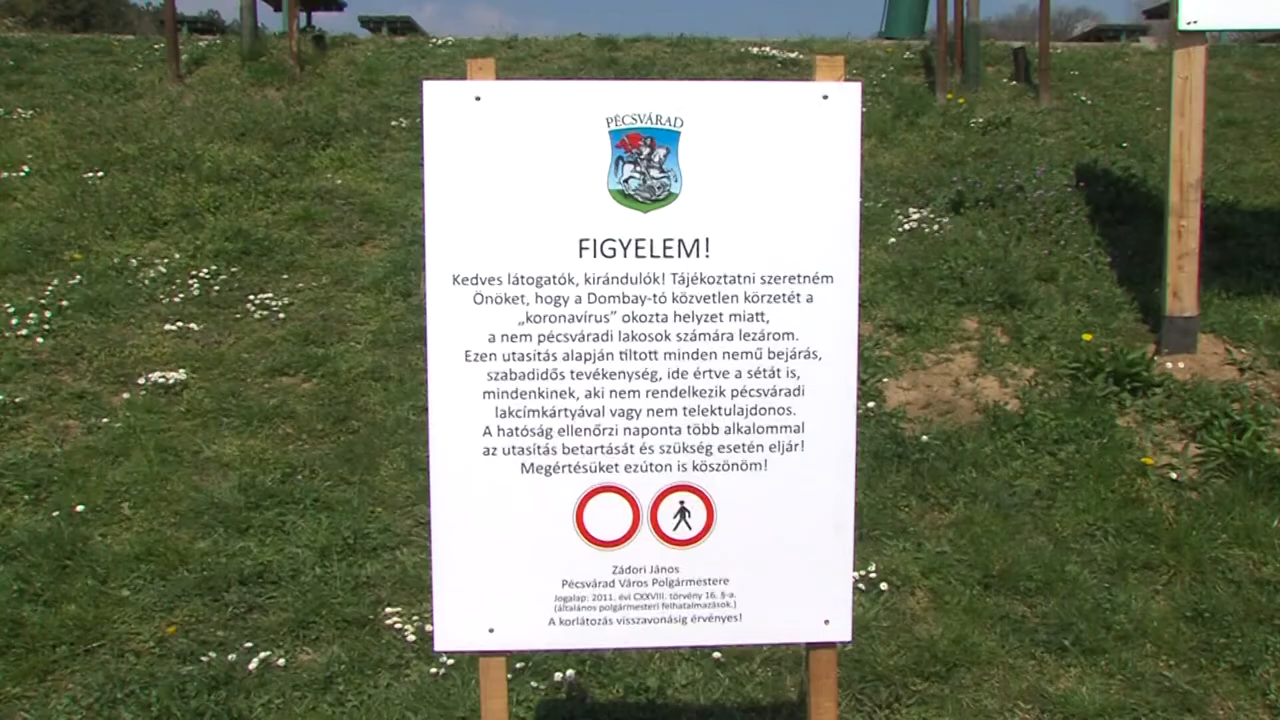 PÉCSVÁRAD
FIGYELEM!
Kedves látogatók, kirándulók! Tájékoztatni szeretném
Önöket, hogy a Dombay-tó közvetlen körzetét a
„koronavírus” okozta helyzet miatt,
a nem pécsváradi lakosok számára lezárom.
Ezen utasítás alapján tiltott minden nemű bejárás,
szabadidős tevékenység, ide értve a sétát is,
mindenkinek, aki nem rendelkezik pécsváradi
lakcímkártyával vagy nem telektulajdonos.
A hatóság ellenőrzi naponta több alkalommal
az utasítás betartását és szükség esetén eljár!
Megértésüket ezúton is köszönöm!
Zádori János
Pécsvárad Város Polgármestere
Jogalap: 2011. évi CXXVIII. törvény 16. §-a.
(általános polgármesteri felhatalmazások.)
A korlátozás visszavonásig érvényes!